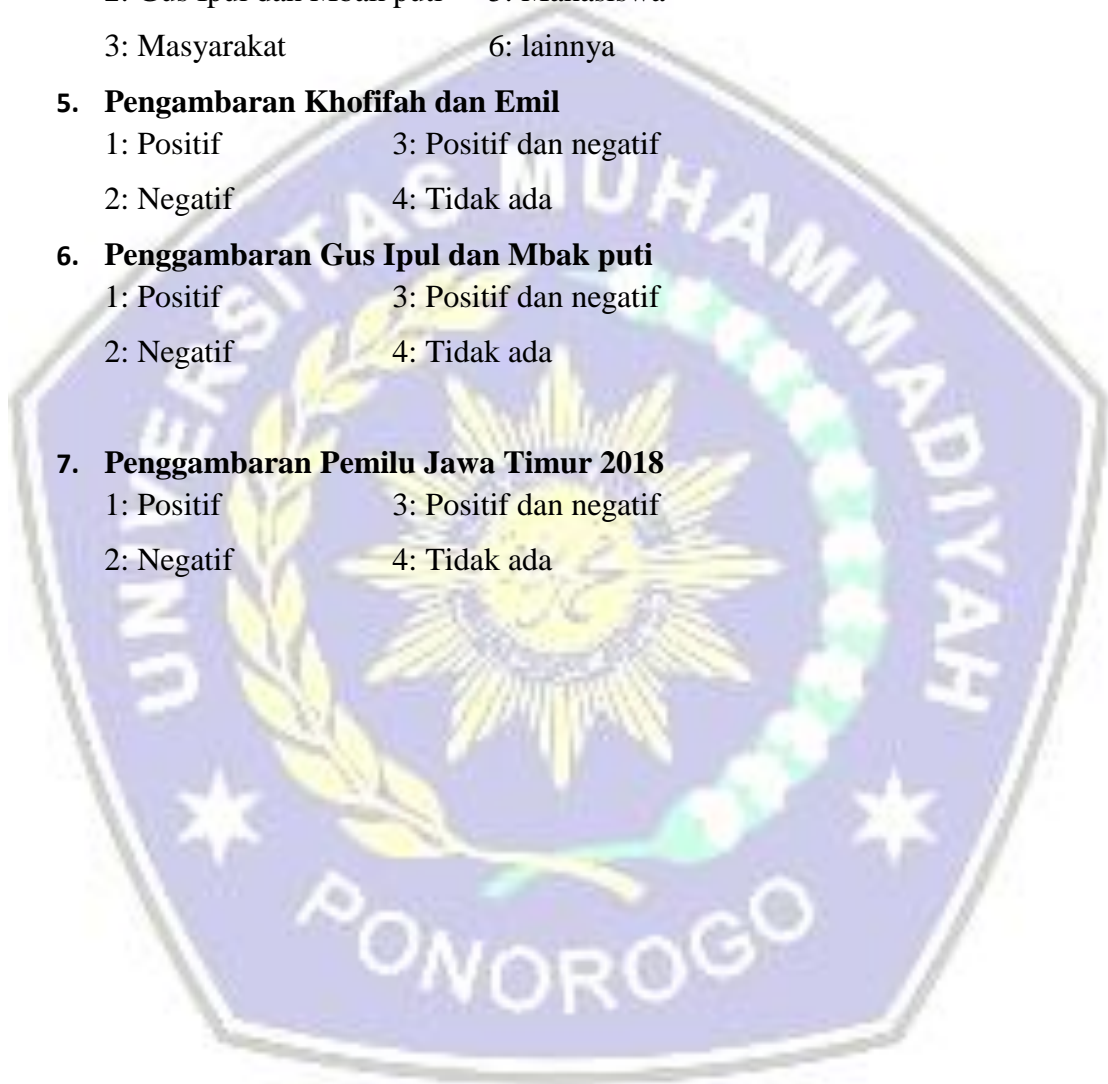 3: Masyarakat 6: lainnya
5. Pengambaran Khofifah dan Emil
1: Positif 3: Positif dan negatif
2: Negatif 4: Tidak ada
6. Penggambaran Gus Ipul dan Mbak puti
1: Positif 3: Positif dan negatif
2: Negatif 4: Tidak ada
7. Penggambaran Pemilu Jawa Timur 2018
1: Positif 3: Positif dan negatif
2: Negatif 4: Tidak ada
UNIVERSITAS MUHAMMADIYAH
PONOROGO